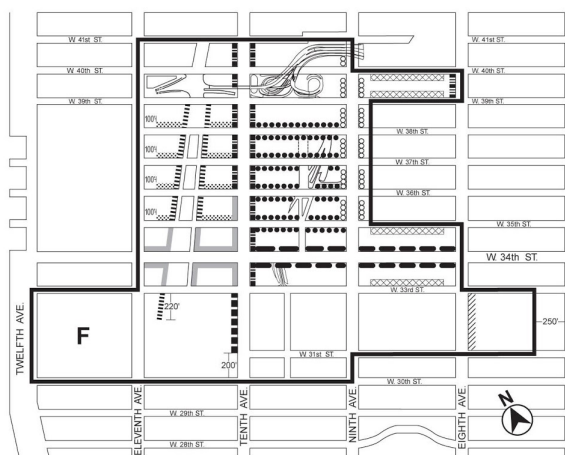 W. 41st ST.
W. 41st ST.
W. 40th ST.
W. 40th ST.
W. 39th ST.
W. 39th ST.
100'
W. 38th ST.
100'
W. 37th ST.
100'
W. 36th ST.
100'
W. 35th ST.
W. 34th ST.
W. 33rd ST.
220'
TWELFTH AVE.
F
250'
200'
W. 31st ST.
W. 30th ST.
ELEVENTH AVE.
TENTH AVE.
NINTH AVE.
EIGHTH AVE.
N
W. 29th ST.
W. 28th ST.